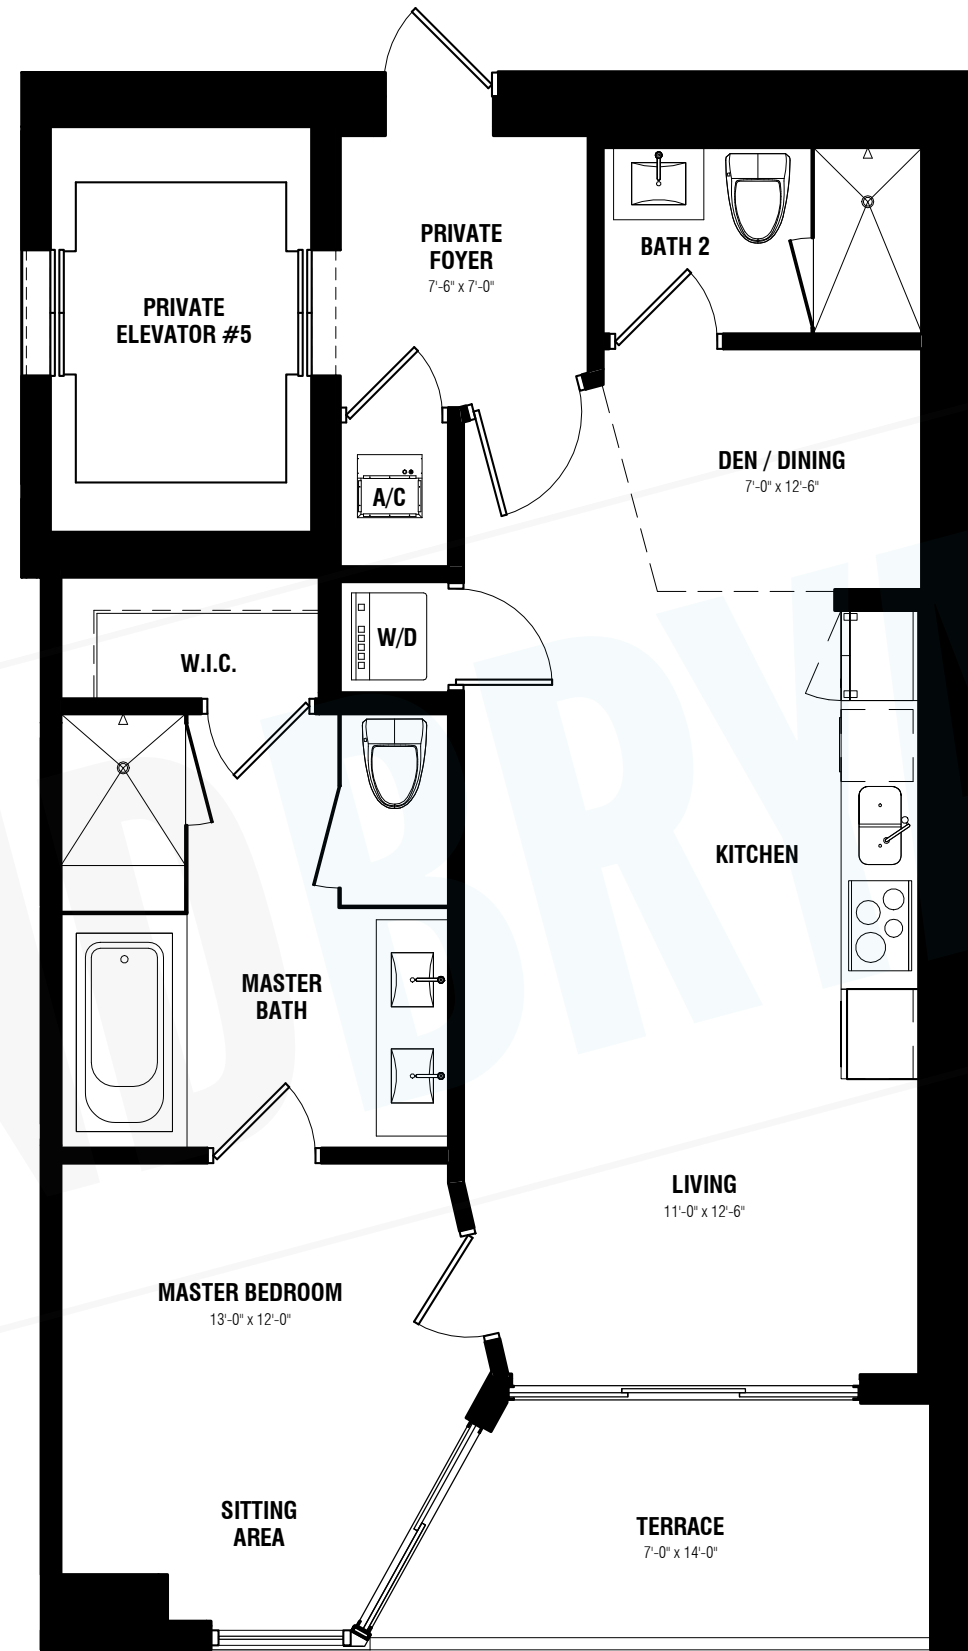 PRIVATE
FOYER
7'-6" x 7'-0"
BATH 2
PRIVATE
ELEVATOR #5
DEN / DINING
7'-0" x 12'-6"
A/C
W/D
W.I.C.
KITCHEN
MASTER
BATH
LIVING
11'-0" x 12'-6"
MASTER BEDROOM
13'-0" x 12'-0"
SITTING
AREA
TERRACE
7'-0" x 14'-0"